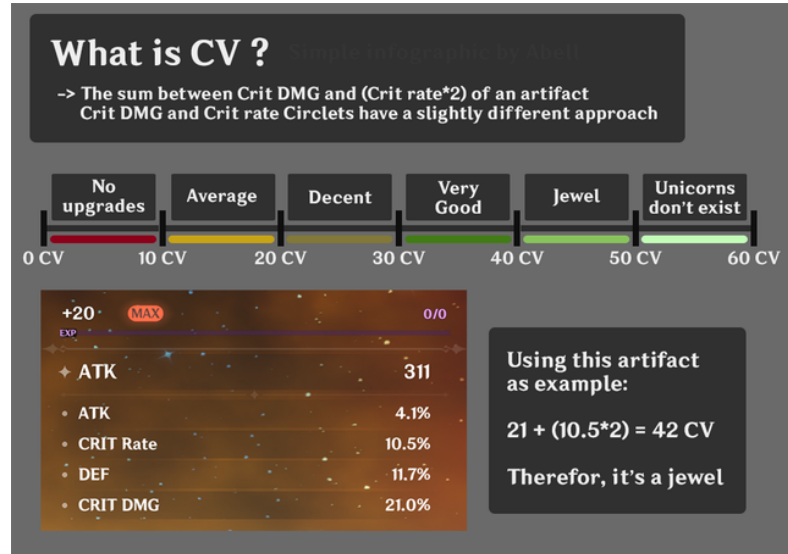 What is CV ? Simple infographic by Abell
-> The sum between Crit DMG and (Crit rate*2) of an artifact
Crit DMG and Crit rate Circlets have a slightly different approach
No
upgrades
Average
Decent
Very
Good
Jewel
Unicorns
don't exist
0 CV
10 CV
20 CV
30 CV
40 CV
50 CV
60 CV
+20 MAX 0/0
EXP
ATK 311
ATK 4.1%
CRIT Rate 10.5%
DEF 11.7%
CRIT DMG 21.0%
Using this artifact
as example:
21 + (10.5*2) = 42 CV
Therefor, it's a jewel